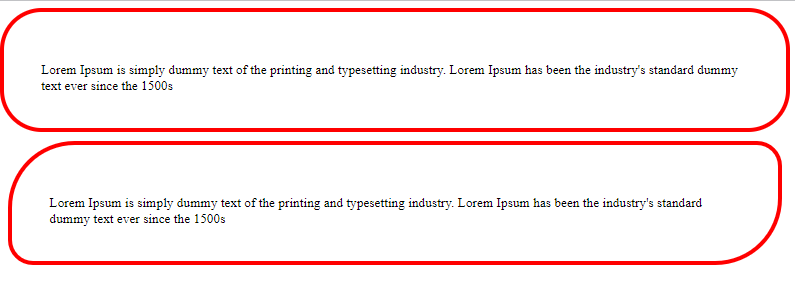 Lorem Ipsum is simply dummy text of the printing and typesetting industry. Lorem Ipsum has been the industry's standard dummy
text ever since the 1500s
Lorem Ipsum is simply dummy text of the printing and typesetting industry. Lorem Ipsum has been the industry's standard
dummy text ever since the 1500s